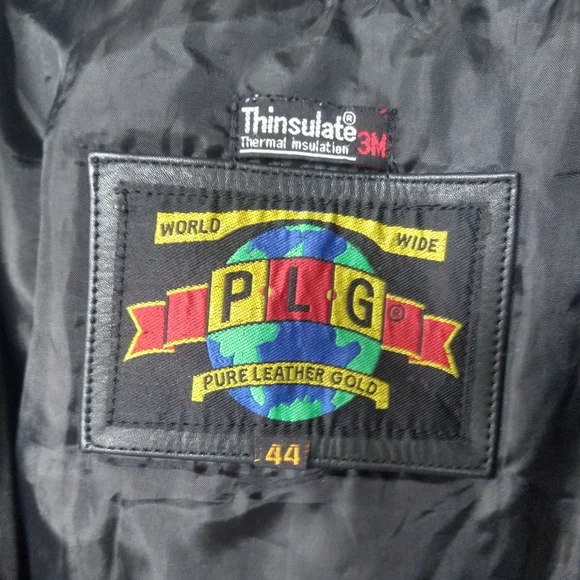 Thinsulate®
Thermal insulation 3M
WORLD WIDE
P·L·G®
PURE LEATHER GOLD
44